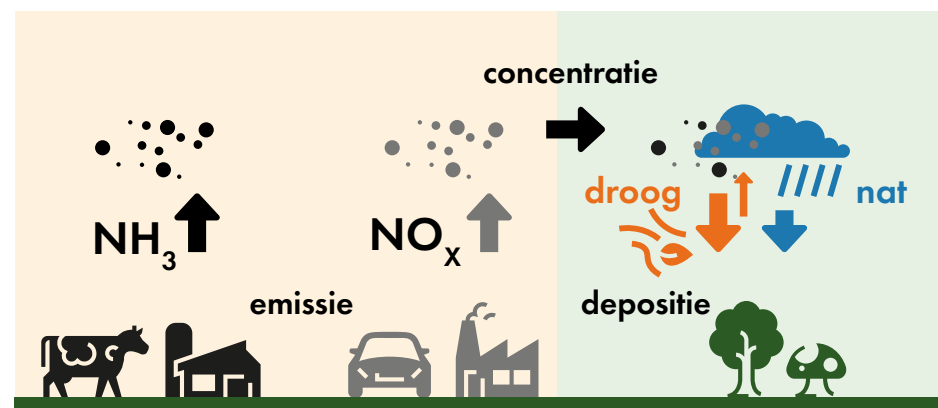 concentratie
droog
nat
NH₃
NOₓ
emissie
depositie